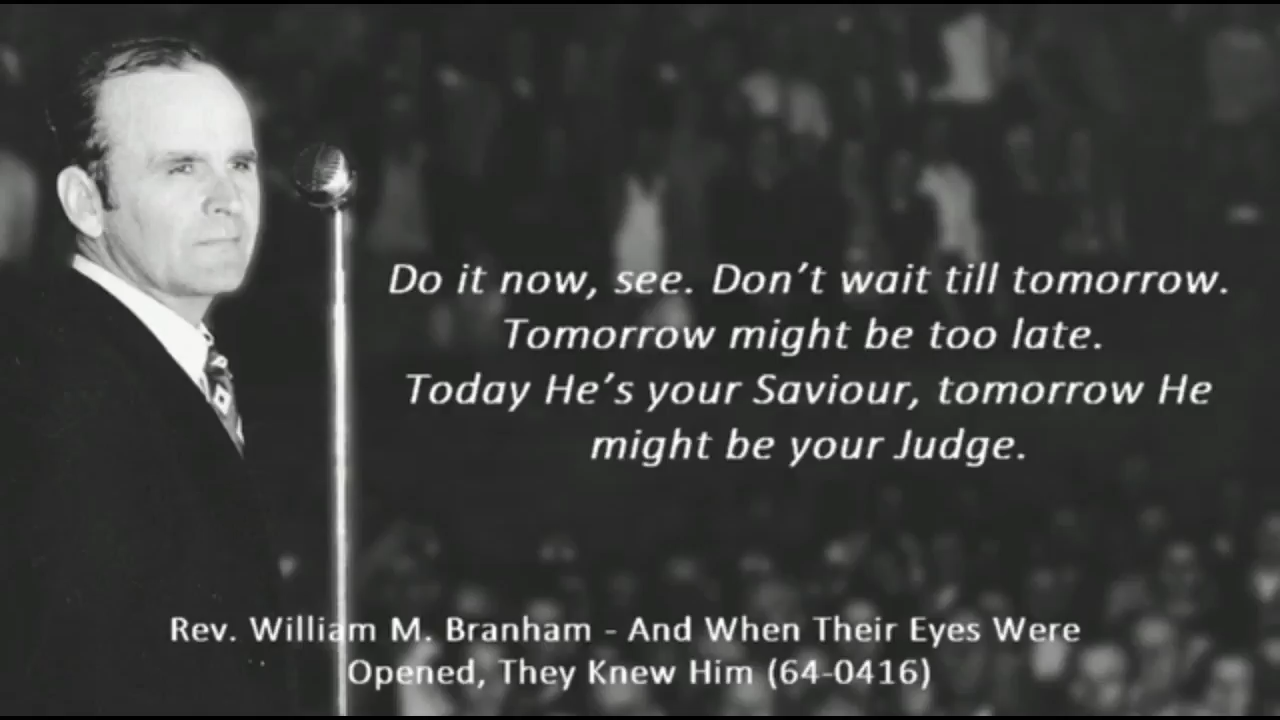 Do it now, see. Don’t wait till tomorrow.
Tomorrow might be too late.
Today He’s your Saviour, tomorrow He
might be your Judge.
Rev. William M. Branham - And When Their Eyes Were
Opened, They Knew Him (64-0416)